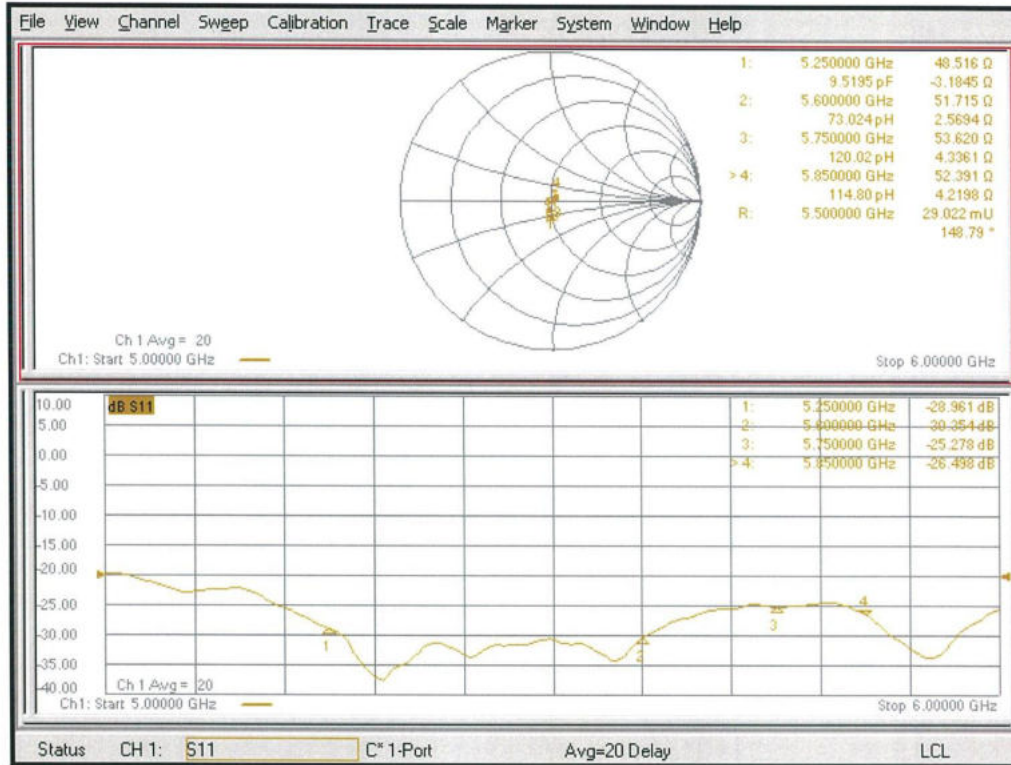 File View Channel Sweep Calibration Trace Scale Marker System Window Help
1: 5.250000 GHz 48.516 Ω
9.5195 pF -3.1845 Ω
2: 5.600000 GHz 51.715 Ω
73.024 pH 2.5694 Ω
3: 5.750000 GHz 53.620 Ω
120.02 pH 4.3361 Ω
> 4: 5.850000 GHz 52.391 Ω
114.80 pH 4.2198 Ω
R: 5.500000 GHz 29.022 mU
148.79 °
4
Ch 1 Avg = 20
Ch1: Start 5.00000 GHz Stop 6.00000 GHz
10.00 dB S11 1: 5.250000 GHz -28.961 dB
5.00 2: GHz dB
3: 5.750000 GHz -25.278 dB
0.00 > 4: 5.850000 GHz -26.498 dB
-5.00
-10.00
-15.00
-20.00
-25.00
-30.00
-35.00
-40.00
1 2 3 4
Ch 1 Avg = 20
Ch1: Start 5.00000 GHz Stop 6.00000 GHz
Status CH 1: S11 C* 1-Port Avg=20 Delay LCL